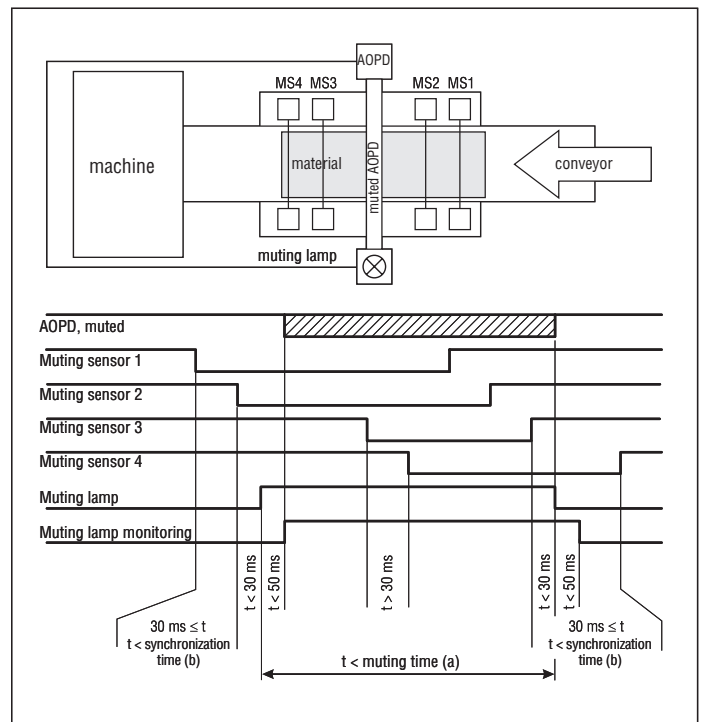 AOPD
MS4 MS3 MS2 MS1
machine
material
muted AOPD
conveyor
muting lamp
AOPD, muted
Muting sensor 1
Muting sensor 2
Muting sensor 3
Muting sensor 4
Muting lamp
Muting lamp monitoring
t < 30 ms
t < 50 ms
t > 30 ms
t < 30 ms
t < 50 ms
30 ms ≤ t
t < synchronization
time (b)
t < muting time (a)
30 ms ≤ t
t < synchronization
time (b)